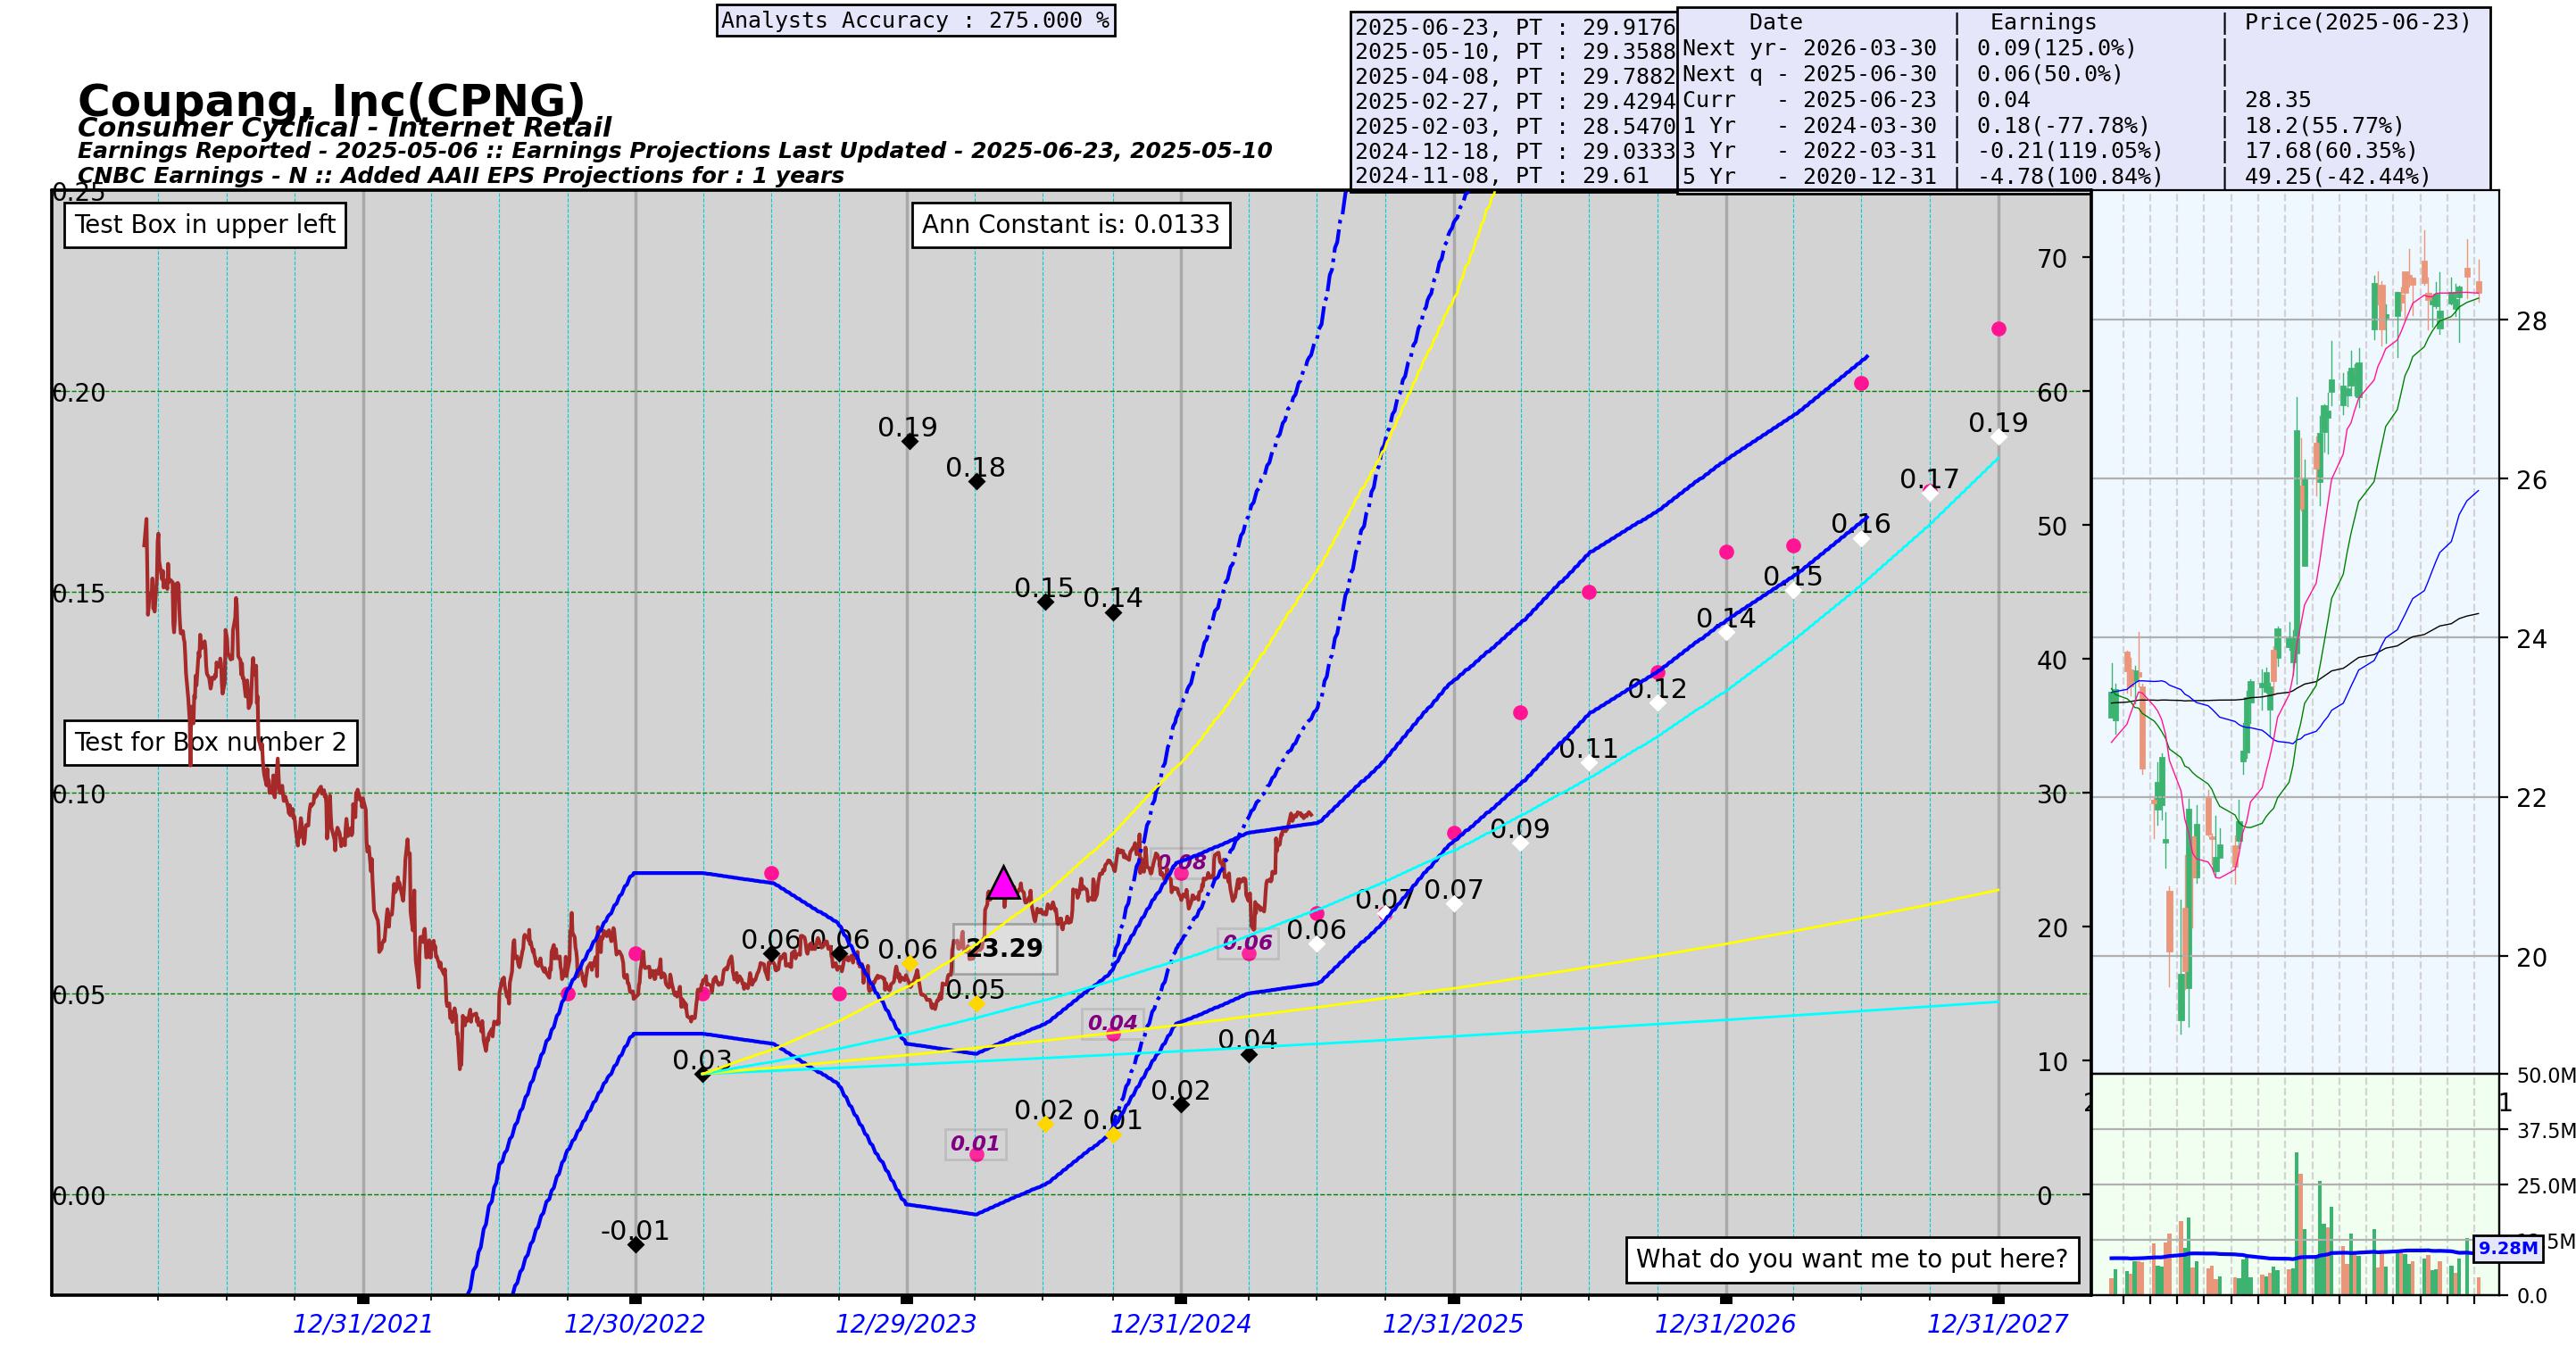 Analysts Accuracy : 275.000 %
2025-06-23, PT : 29.9176
2025-05-10, PT : 29.3588
2025-04-08, PT : 29.7882
2025-02-27, PT : 29.4294
2025-02-03, PT : 28.5470
2024-12-18, PT : 29.0333
2024-11-08, PT : 29.61
Date | Earnings | Price(2025-06-23)
Next yr- 2026-03-30 | 0.09(125.0%) |
Next q - 2025-06-30 | 0.06(50.0%) |
Curr - 2025-06-23 | 0.04 | 28.35
1 Yr - 2024-03-30 | 0.18(-77.78%) | 18.2(55.77%)
3 Yr - 2022-03-31 | -0.21(119.05%) | 17.68(60.35%)
5 Yr - 2020-12-31 | -4.78(100.84%) | 49.25(-42.44%)
Coupang, Inc(CPNG)
Consumer Cyclical - Internet Retail
Earnings Reported - 2025-05-06 :: Earnings Projections Last Updated - 2025-06-23, 2025-05-10
CNBC Earnings - N :: Added AAII EPS Projections for : 1 years
0.25
Test Box in upper left
Ann Constant is: 0.0133
70
28
0.20
60
0.19
0.19
0.18
0.17
26
0.16
50
0.15
0.15
0.14
0.15
0.14
24
40
0.12
Test for Box number 2
0.11
0.10
30
22
0.09
0.08
0.07
0.07
0.06
0.06
0.06
23.29
0.06
0.06
20
20
0.05
0.05
0.04
0.04
0.03
10
50.0M
0.02
0.01
0.02
37.5M
0.01
25.0M
0.00
0
-0.01
What do you want me to put here?
9.28M
0.0
12/31/2021
12/30/2022
12/29/2023
12/31/2024
12/31/2025
12/31/2026
12/31/2027